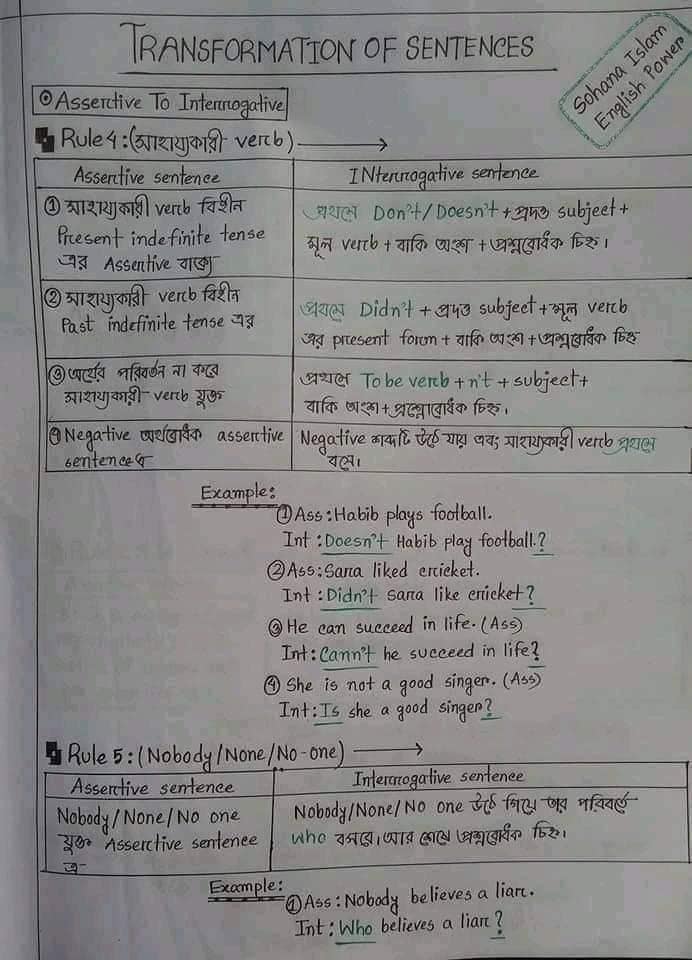 TRANSFORMATION OF SENTENCES
Sohana Islam
English Power
Assertive To Interrogative
Rule 4:(সাহায্যকারী verb)
Assertive sentence
INterrogative sentence
① সাহায্যকারী verb বিহীন
Present indefinite tense
এর Assertive বাক্যে
প্রথমে Don't/Doesn't + প্রদত্ত subject +
মূল verb + বাকি অংশ + প্রশ্নবোধক চিহ্ন।
② সাহায্যকারী verb বিহীন
Past indefinite tense এর
প্রথমে Didn't + প্রদত্ত subject + মূল verb
এর present form + বাকি অংশ + প্রশ্নবোধক চিহ্ন
③ অর্থের পরিবর্তন না করে
সাহায্যকারী verb যুক্ত
প্রথমে To be verb + n't + subject +
বাকি অংশ + প্রশ্নোবোধক চিহ্ন।
④ Negative অর্থবোধক assertive
sentence এ
Negative শব্দটি উঠে যায় এবং সাহায্যকারী verb প্রথমে
বসে।
Example:
① Ass: Habib plays football.
Int: Doesn't Habib play football.?
② Ass: Sara liked cricket.
Int: Didn't sara like cricket?
③ He can succeed in life. (Ass)
Int: Cann't he succeed in life?
④ She is not a good singer. (Ass)
Int: Is she a good singer?
Rule 5: (Nobody/None/No-one)
Assertive sentence
Interrogative sentence
Nobody/None/No one
যুক্ত Assertive sentence
এ
Nobody/None/No one উঠে গিয়ে তার পরিবর্তে
Who বসবে। আর শেষে প্রশ্নবোধক চিহ্ন।
Example:
① Ass: Nobody believes a liar.
Int: Who believes a liar?